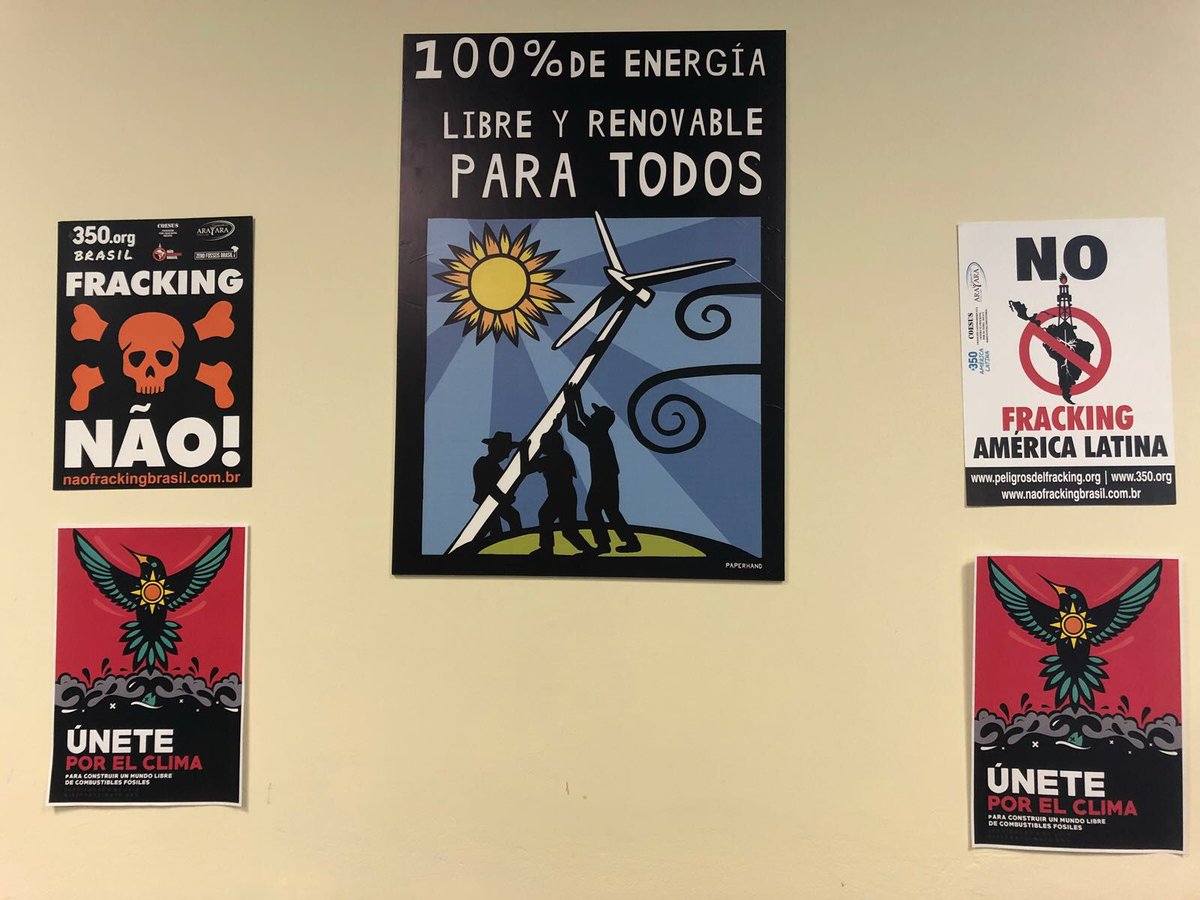 100% DE ENERGÍA
LIBRE Y RENOVABLE
PARA TODOS
PAPERHAND
350.org
BRASIL
COESUS
ARAYARA
ZERO FÓSSEIS BRASIL
FRACKING
NÃO!
naofrackingbrasil.com.br
ÚNETE
POR EL CLIMA
PARA CONSTRUIR UN MUNDO LIBRE
DE COMBUSTIBLES FÓSILES
NO
ARAYARA
COESUS
350
AMÉRICA
LATINA
FRACKING
AMÉRICA LATINA
www.peligrosdelfracking.org | www.350.org
www.naofrackingbrasil.com.br
ÚNETE
POR EL CLIMA
PARA CONSTRUIR UN MUNDO LIBRE
DE COMBUSTIBLES FÓSILES